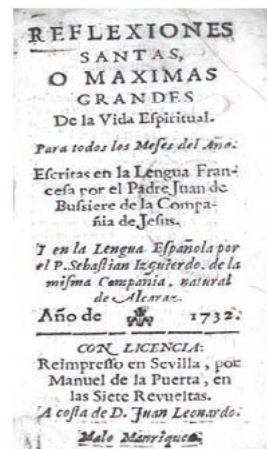 REFLEXIONES
SANTAS,
O MAXIMAS
GRANDES
De la Vida Espiritual.
Para todos los Meſes del Año.
Eſcritas en la Lengua Fran-
ceſa por el Padre Juan de
Buſsiere de la Compa-
ñia de Jeſus.
Y en la Lengua Eſpañola por
el P. Sebaſtian Izquierdo, de la
miſma Compañia, natural
de Alcaraz.
Año de 1732.
CON LICENCIA:
Reimpreſſo en Sevilla, por
Manuel de la Puerta, en
las Siete Revueltas.
A coſta de D. Juan Leonardo
Malo Manrique.